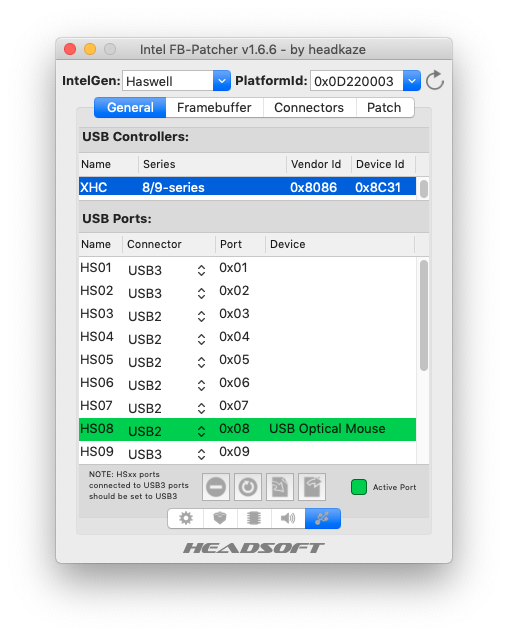 Intel FB-Patcher v1.6.6 - by headkaze
IntelGen: Haswell PlatformId: 0x0D220003
General Framebuffer Connectors Patch
USB Controllers:
Name Series Vendor Id Device Id
XHC 8/9-series 0x8086 0x8C31
USB Ports:
Name Connector Port Device
HS01 USB3 0x01
HS02 USB3 0x02
HS03 USB2 0x03
HS04 USB2 0x04
HS05 USB2 0x05
HS06 USB2 0x06
HS07 USB2 0x07
HS08 USB2 0x08 USB Optical Mouse
HS09 USB3 0x09
NOTE: HSxx ports
connected to USB3 ports
should be set to USB3
Active Port
HEADSOFT